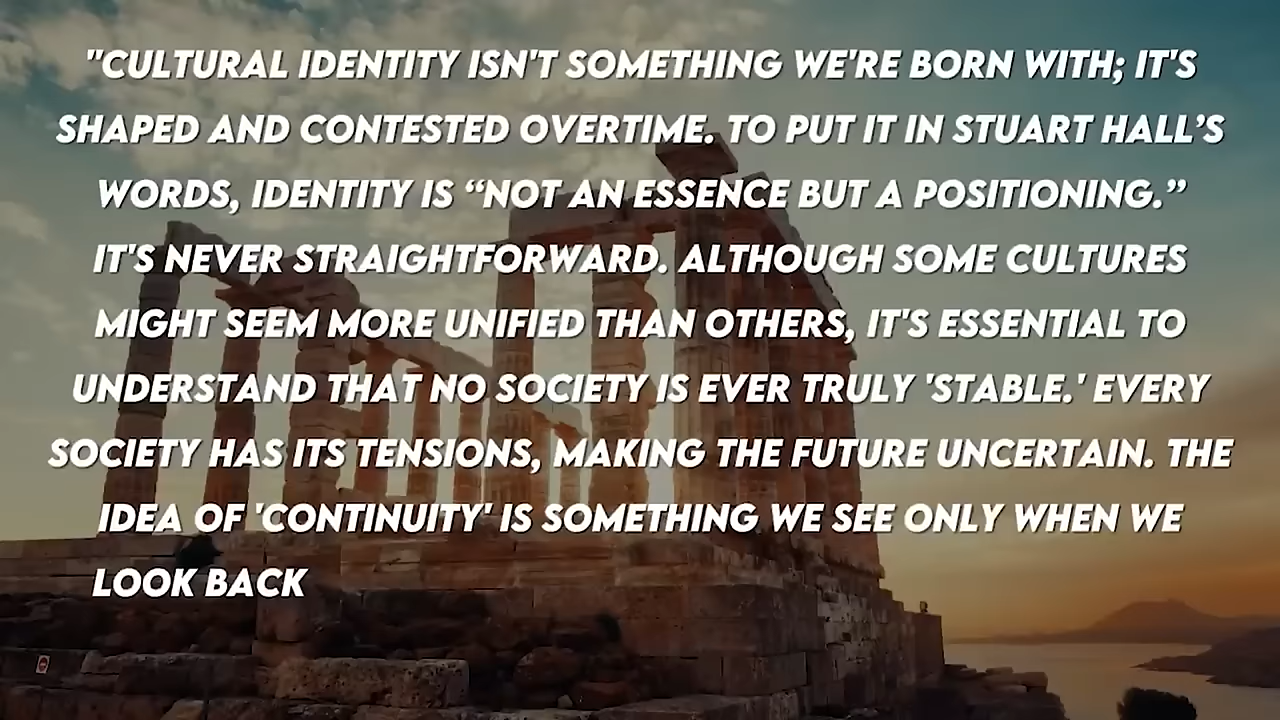 "CULTURAL IDENTITY ISN'T SOMETHING WE'RE BORN WITH; IT'S
SHAPED AND CONTESTED OVERTIME. TO PUT IT IN STUART HALL’S
WORDS, IDENTITY IS “NOT AN ESSENCE BUT A POSITIONING.”
IT'S NEVER STRAIGHTFORWARD. ALTHOUGH SOME CULTURES
MIGHT SEEM MORE UNIFIED THAN OTHERS, IT'S ESSENTIAL TO
UNDERSTAND THAT NO SOCIETY IS EVER TRULY 'STABLE.' EVERY
SOCIETY HAS ITS TENSIONS, MAKING THE FUTURE UNCERTAIN. THE
IDEA OF 'CONTINUITY' IS SOMETHING WE SEE ONLY WHEN WE
LOOK BACK